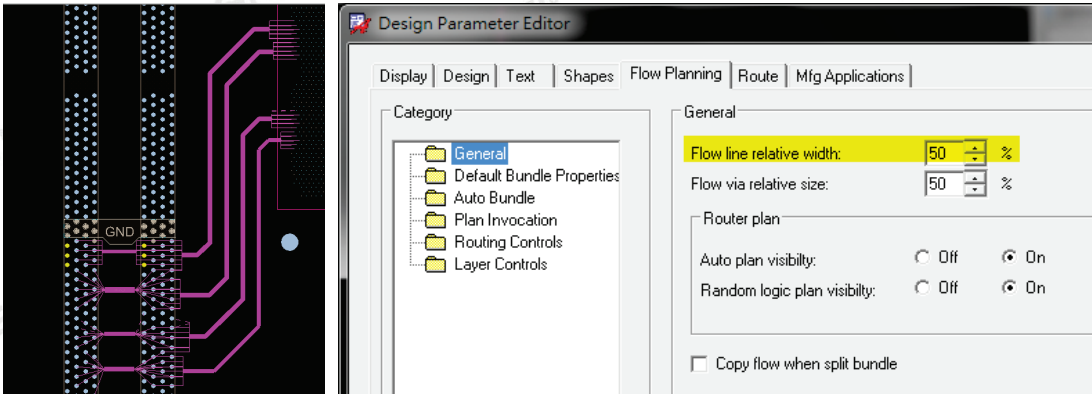 GND
Design Parameter Editor
Display Design Text Shapes Flow Planning Route Mfg Applications
Category
General
Default Bundle Properties
Auto Bundle
Plan Invocation
Routing Controls
Layer Controls
General
Flow line relative width: 50 %
Flow via relative size: 50 %
Router plan
Auto plan visibilty: Off On
Random logic plan visibilty: Off On
Copy flow when split bundle